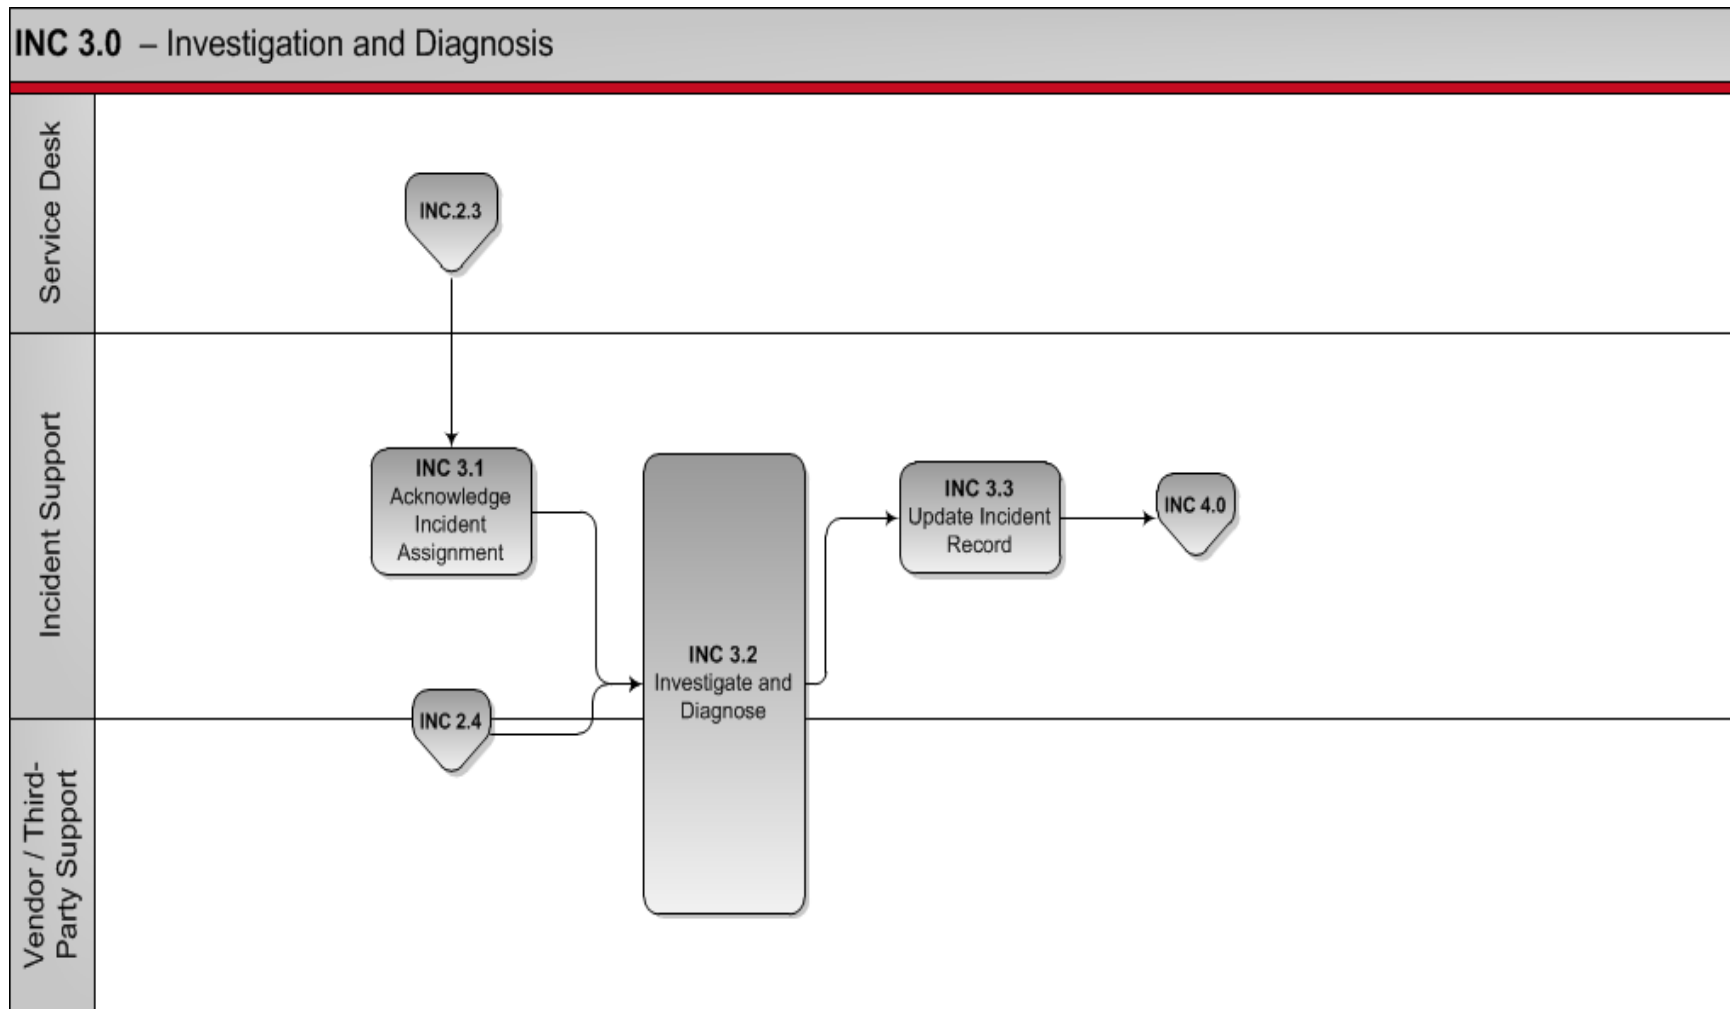 INC 3.0 – Investigation and Diagnosis
Service Desk
INC.2.3
Incident Support
INC 3.1
Acknowledge
Incident
Assignment
INC 3.2
Investigate and
Diagnose
INC 3.3
Update Incident
Record
INC 4.0
INC 2.4
Vendor / Third-
Party Support